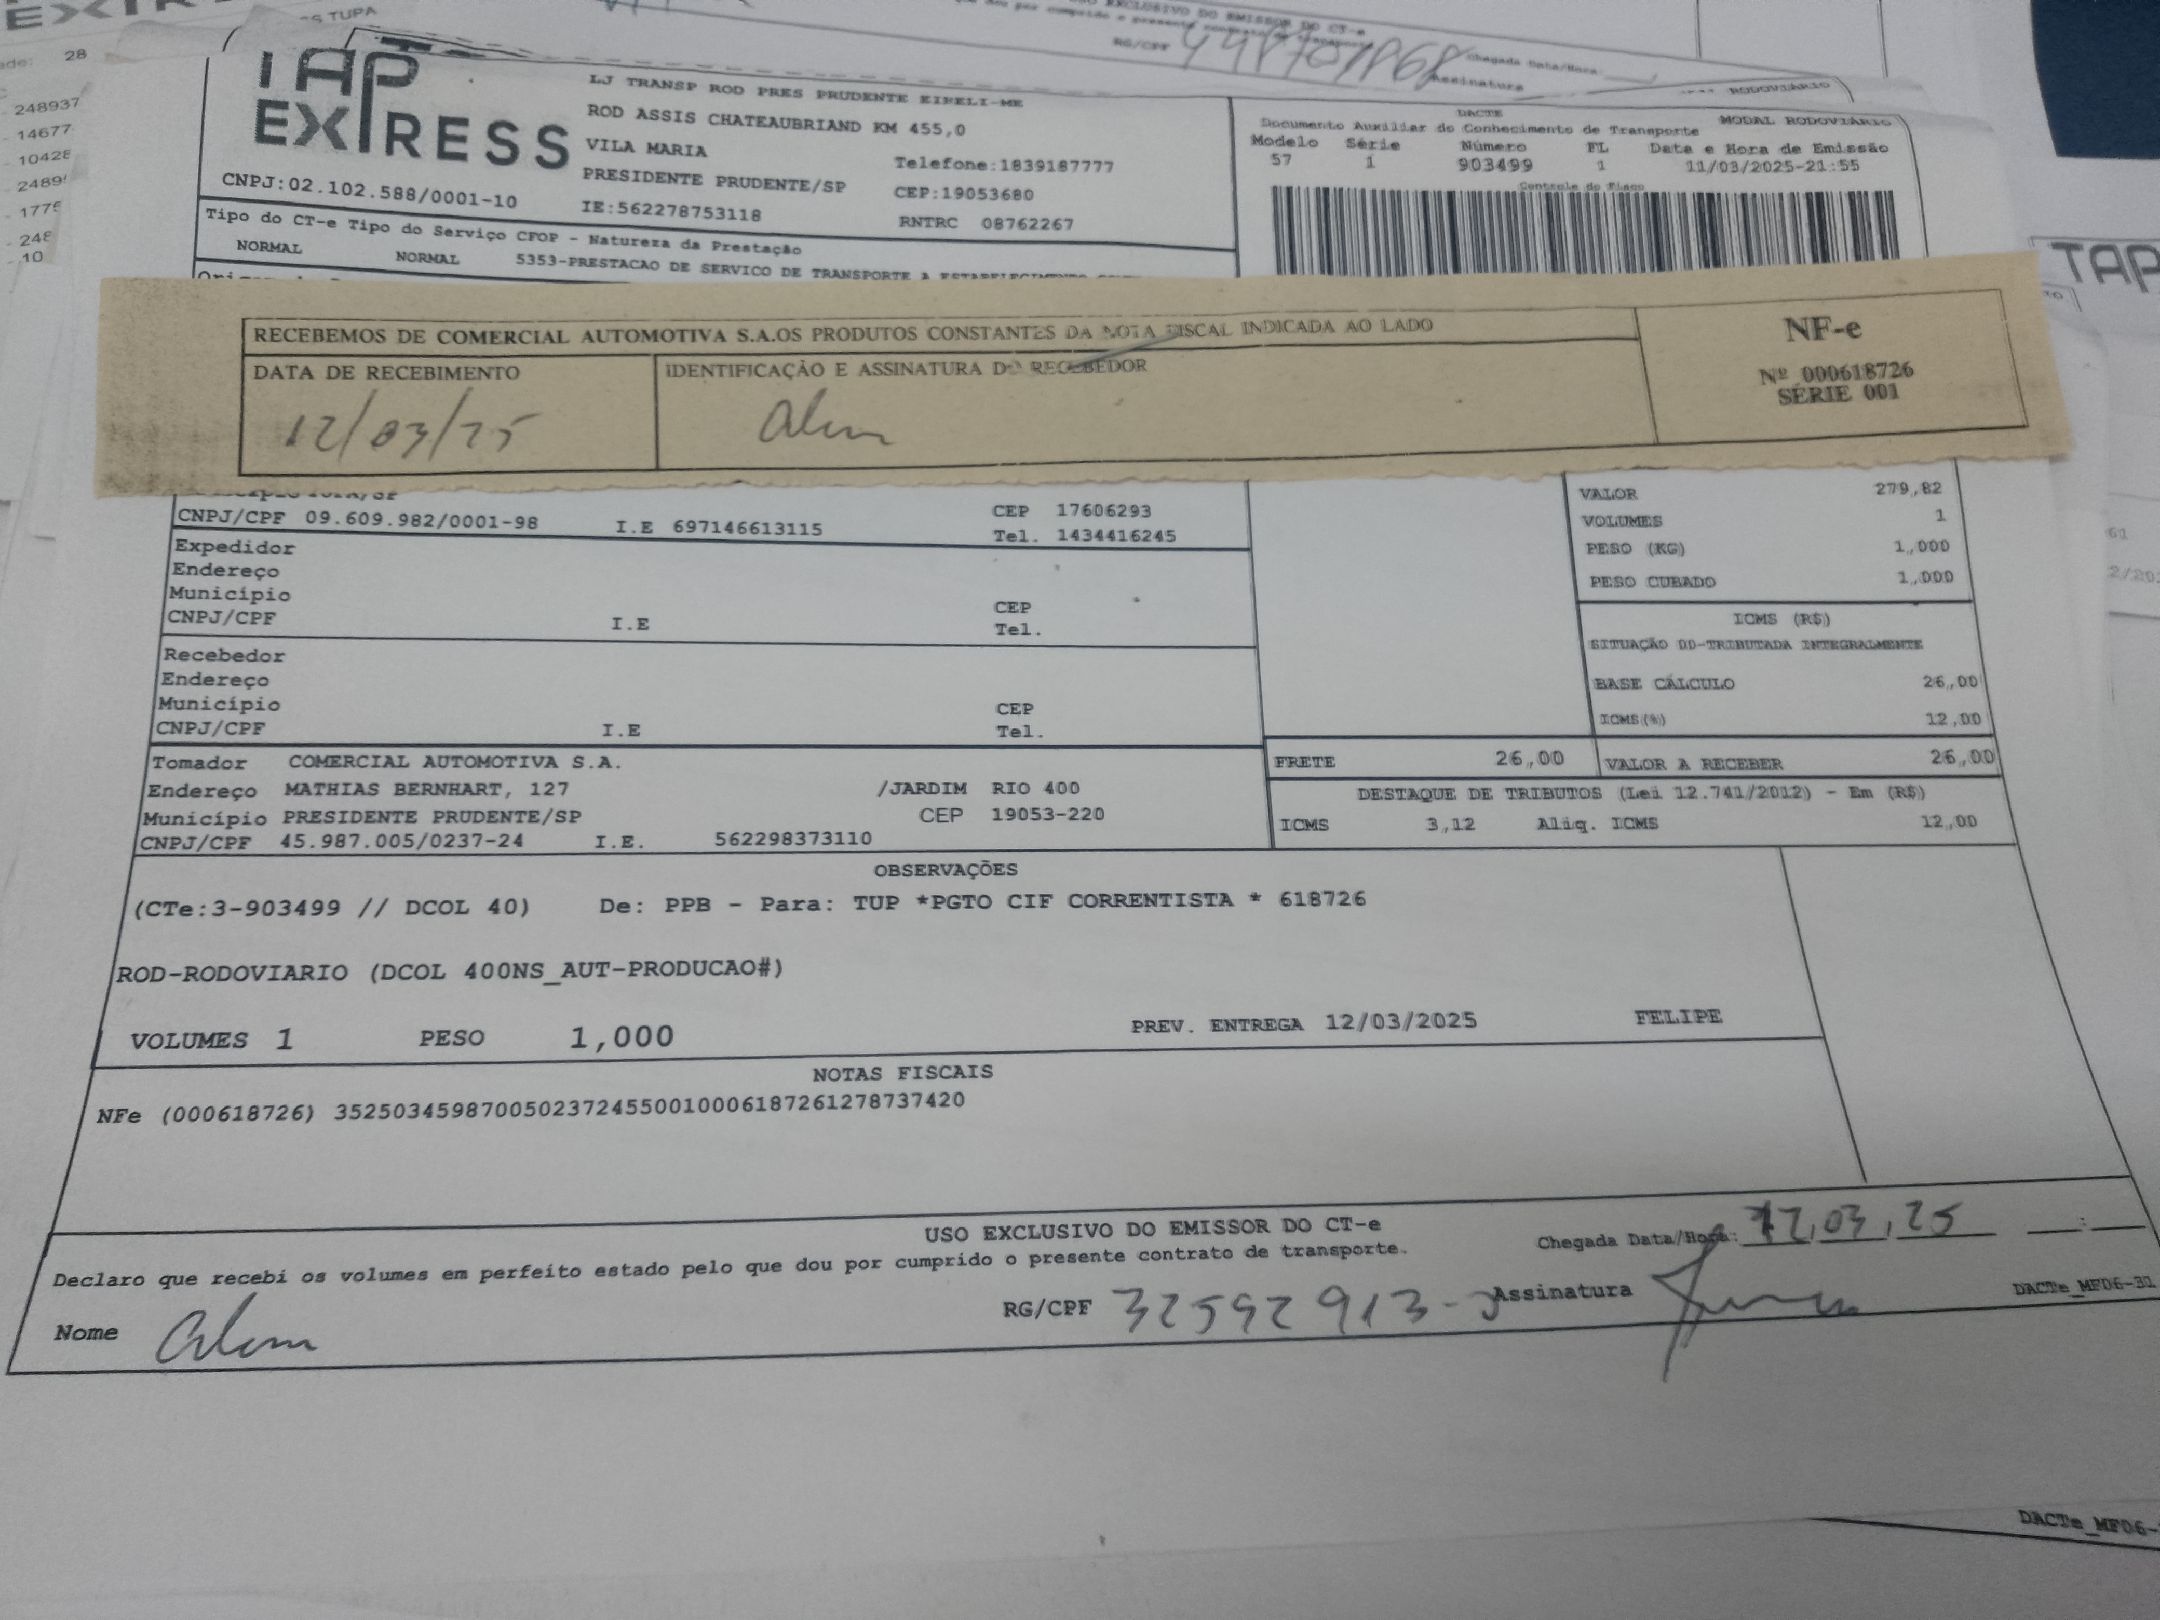 TAP
EXPRESS
LJ TRANSP ROD PRES PRUDENTE EIRELI-ME
ROD ASSIS CHATEAUBRIAND KM 455,0
VILA MARIA
Telefone:1839187777
PRESIDENTE PRUDENTE/SP
CEP:19053680
CNPJ:02.102.588/0001-10
IE:562278753118
RNTRC 08762267
DACTE
MODAL RODOVIÁRIO
Documento Auxiliar do Conhecimento de Transporte
Modelo Série Número FL Data e Hora de Emissão
57 1 903499 1 11/03/2025-21:55
Controle do Fisco
Tipo do CT-e Tipo do Serviço CFOP - Natureza da Prestação
NORMAL NORMAL 5353-PRESTACAO DE SERVICO DE TRANSPORTE A ESTABELECIMENTO
RECEBEMOS DE COMERCIAL AUTOMOTIVA S.A.OS PRODUTOS CONSTANTES DA NOTA FISCAL INDICADA AO LADO
NF-e
Nº 000618726
SÉRIE 001
DATA DE RECEBIMENTO
IDENTIFICAÇÃO E ASSINATURA DO RECEBEDOR
12/03/25
CNPJ/CPF 09.609.982/0001-98 I.E 697146613115
CEP 17606293
Tel. 1434416245
VALOR 279,82
VOLUMES 1
PESO (KG) 1,000
PESO CUBADO 1,000
Expedidor
Endereço
Município CEP
CNPJ/CPF I.E Tel.
ICMS (R$)
SITUAÇÃO 00-TRIBUTADA INTEGRALMENTE
BASE CÁLCULO 26,00
ICMS(%) 12,00
Recebedor
Endereço
Município CEP
CNPJ/CPF I.E Tel.
Tomador COMERCIAL AUTOMOTIVA S.A.
Endereço MATHIAS BERNHART, 127 /JARDIM RIO 400
Município PRESIDENTE PRUDENTE/SP CEP 19053-220
CNPJ/CPF 45.987.005/0237-24 I.E. 562298373110
FRETE 26,00 VALOR A RECEBER 26,00
DESTAQUE DE TRIBUTOS (Lei 12.741/2012) - Em (R$)
ICMS 3,12 Aliq. ICMS 12,00
OBSERVAÇÕES
(CTe:3-903499 // DCOL 40) De: PPB - Para: TUP *PGTO CIF CORRENTISTA * 618726
ROD-RODOVIARIO (DCOL 400NS_AUT-PRODUCAO#)
VOLUMES 1 PESO 1,000 PREV. ENTREGA 12/03/2025 FELIPE
NOTAS FISCAIS
NFe (000618726) 35250345987005023724550010006187261278737420
USO EXCLUSIVO DO EMISSOR DO CT-e
Declaro que recebi os volumes em perfeito estado pelo que dou por cumprido o presente contrato de transporte.
Chegada Data/Hora: 12,03,25
Nome
RG/CPF 32592913-
Assinatura
DACTe_MF06-31